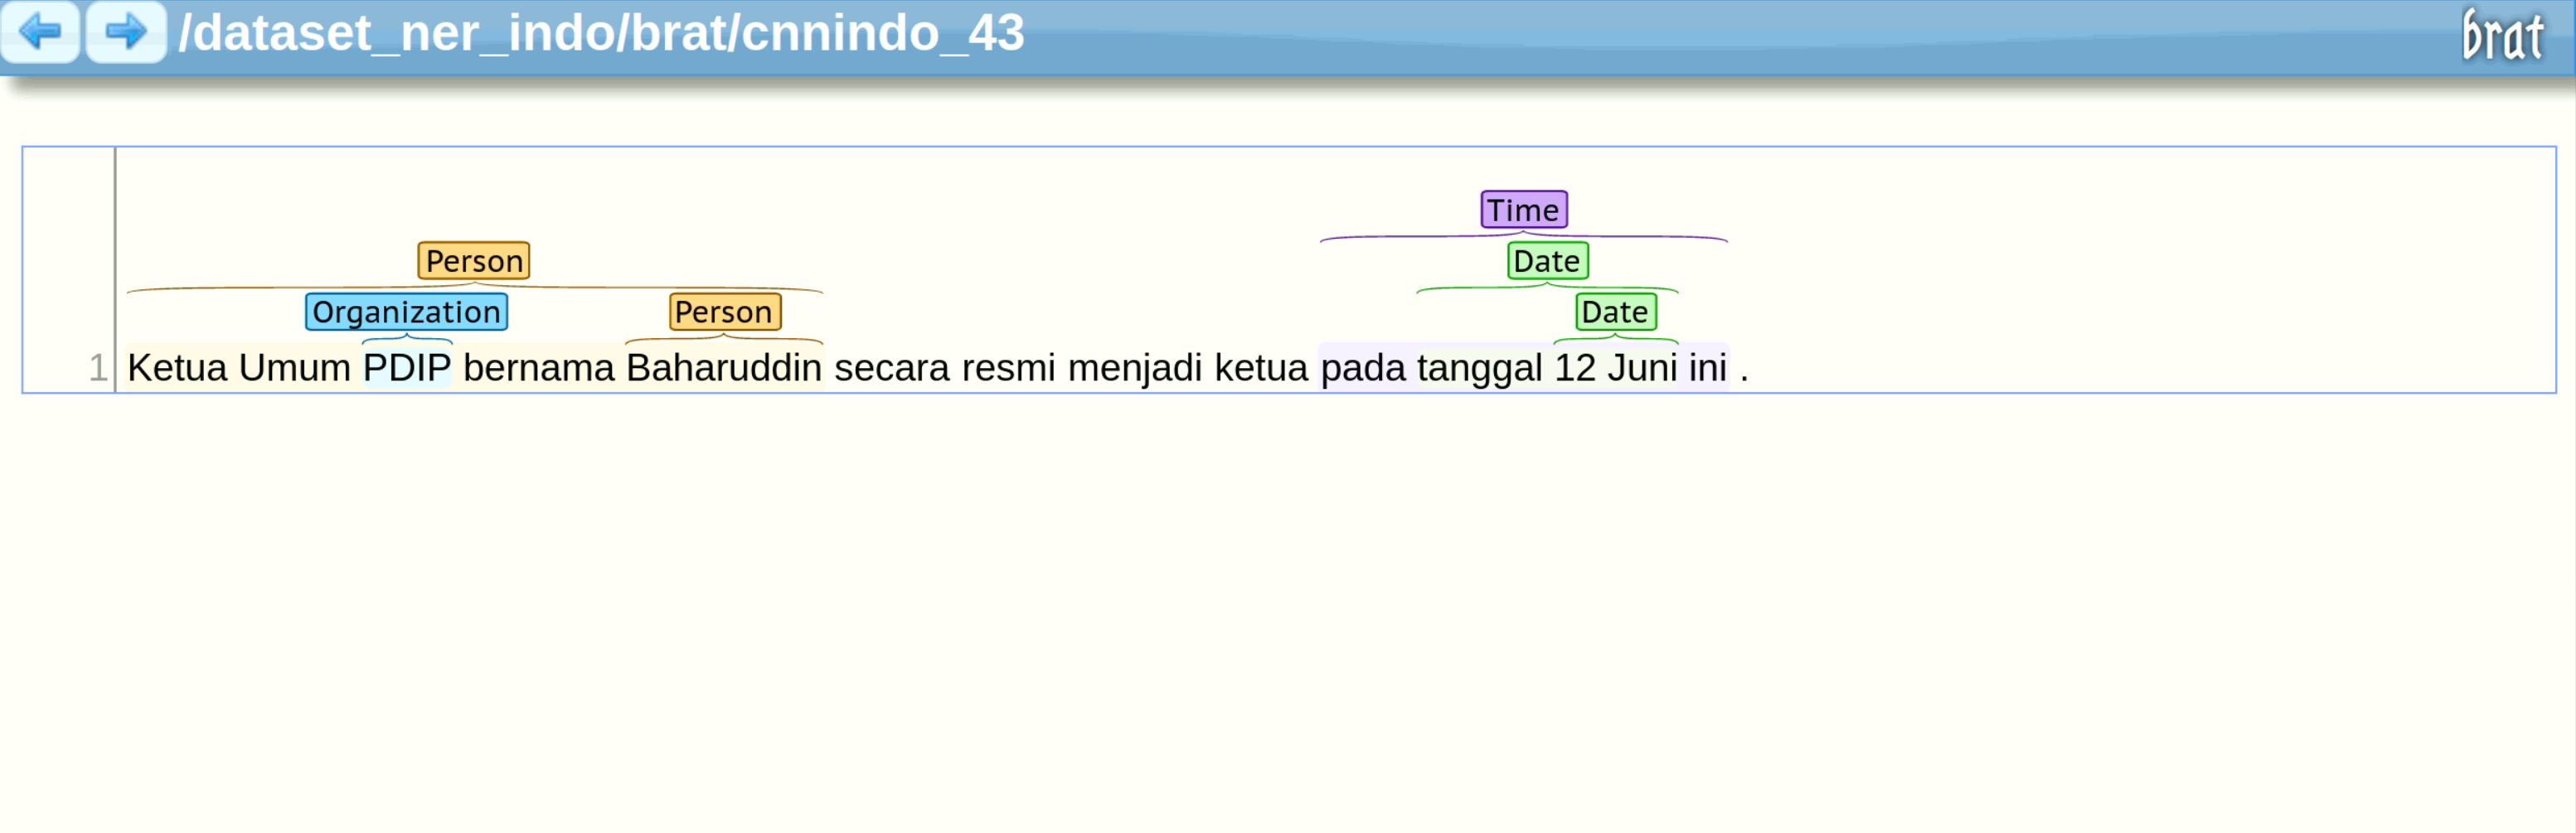 /dataset_ner_indo/brat/cnnindo_43
brat
Time
Person Date
Organization Person Date
1 Ketua Umum PDIP bernama Baharuddin secara resmi menjadi ketua pada tanggal 12 Juni ini .